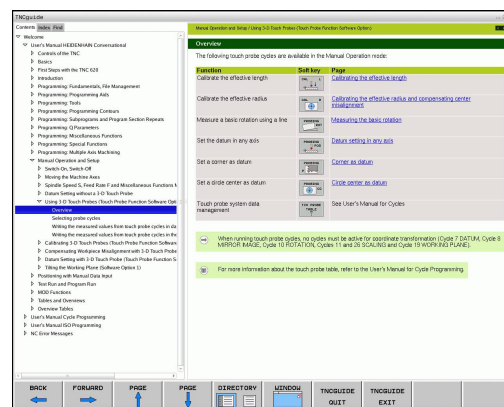 TNCguide
Contents Index Find
Welcome
User's Manual HEIDENHAIN Conversational
Controls of the TNC
Basics
First Steps with the TNC 620
Introduction
Programming: Fundamentals, File Management
Programming: Programming Aids
Programming: Tools
Programming: Programming Contours
Programming: Subprograms and Program Section Repeats
Programming: Q Parameters
Programming: Miscellaneous Functions
Programming: Special Functions
Programming: Multiple Axis Machining
Manual Operation and Setup
Switch-On, Switch-Off
Moving the Machine Axes
Spindle Speed S, Feed Rate F and Miscellaneous Functions M
Datum Setting without a 3-D Touch Probe
Using 3-D Touch Probes (Touch Probe Function Software Opti
Overview
Selecting probe cycles
Writing the measured values from touch probe cycles in da
Writing the measured values from touch probe cycles in the
Calibrating 3-D Touch Probes (Touch Probe Function Softwar
Compensating Workpiece Misalignment with 3-D Touch Probe
Datum Setting with 3-D Touch Probe (Touch Probe Function S
Tilting the Working Plane (Software Option 1)
Positioning with Manual Data Input
Test Run and Program Run
MOD Functions
Tables and Overviews
Overview Tables
User's Manual Cycle Programming
User's Manual ISO Programming
NC Error Messages
Manual Operation and Setup / Using 3-D Touch Probes (Touch Probe Function Software Option)
Overview
The following touch probe cycles are available in the Manual Operation mode:
Function Soft key Page
Calibrate the effective length Calibrating the effective length
Calibrate the effective radius Calibrating the effective radius and compensating center
misalignment
Measure a basic rotation using a line PROBING ROT Measuring the basic rotation
Set the datum in any axis PROBING POS Datum setting in any axis
Set a corner as datum PROBING P Corner as datum
Set a circle center as datum PROBING CC Circle center as datum
Touch probe system data TCH PROBE See User's Manual for Cycles
management TABLE
When running touch probe cycles, no cycles must be active for coordinate transformation (Cycle 7 DATUM, Cycle 8
MIRROR IMAGE, Cycle 10 ROTATION, Cycles 11 and 26 SCALING and Cycle 19 WORKING PLANE).
For more information about the touch probe table, refer to the User's Manual for Cycle Programming.
BACK FORWARD PAGE PAGE DIRECTORY WINDOW TNCGUIDE TNCGUIDE
QUIT EXIT